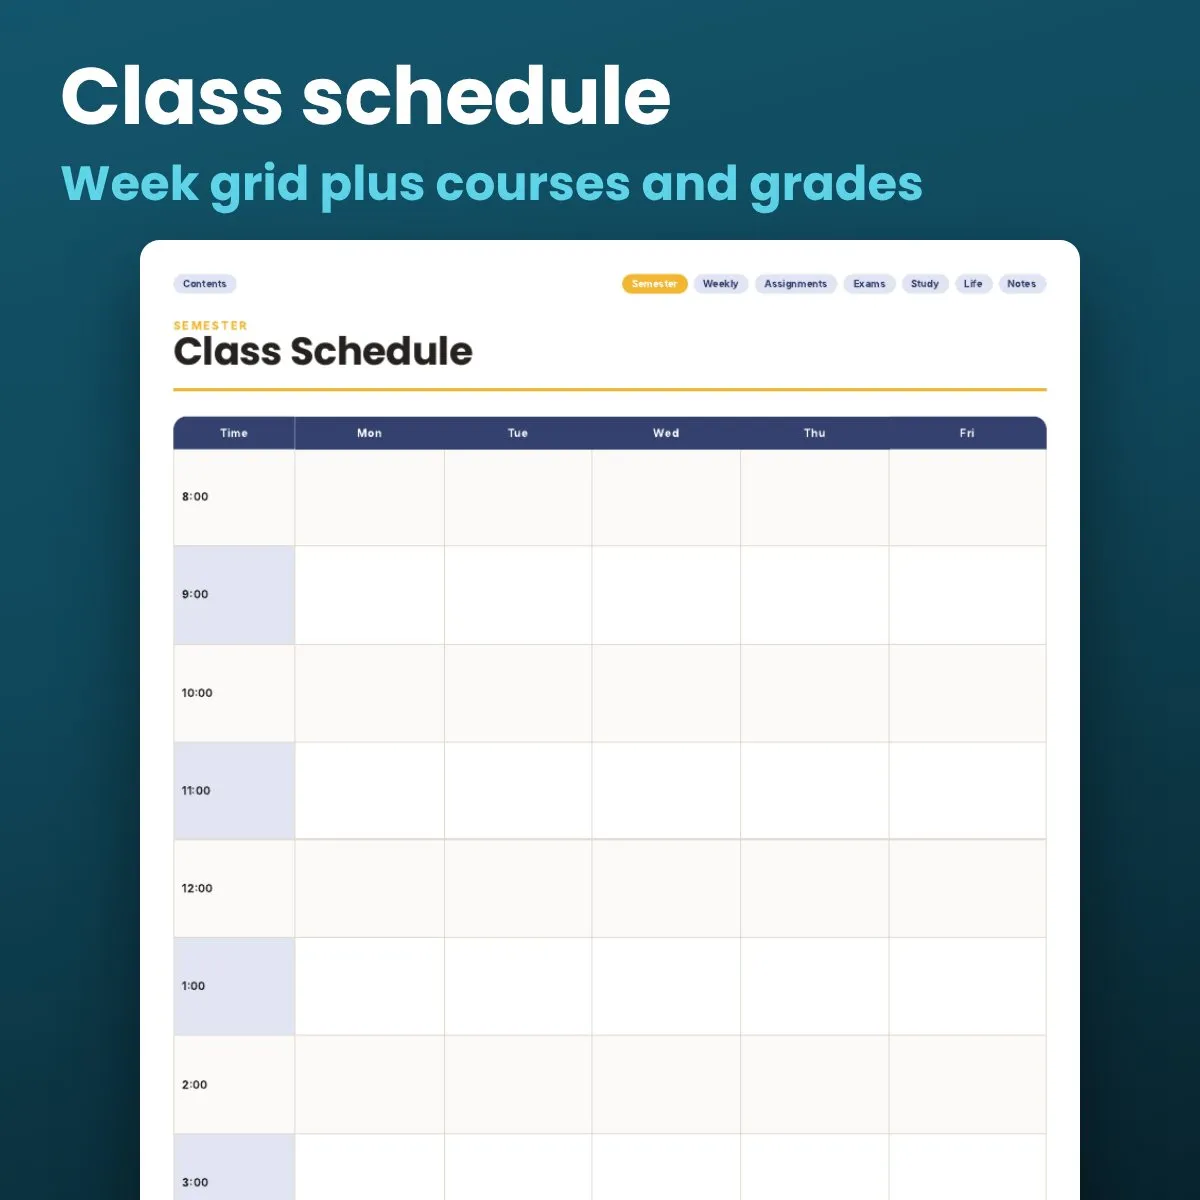 Class schedule
Week grid plus courses and grades
Contents Semester Weekly Assignments Exams Study Life Notes
SEMESTER
Class Schedule
Time Mon Tue Wed Thu Fri
8:00
9:00
10:00
11:00
12:00
1:00
2:00
3:00